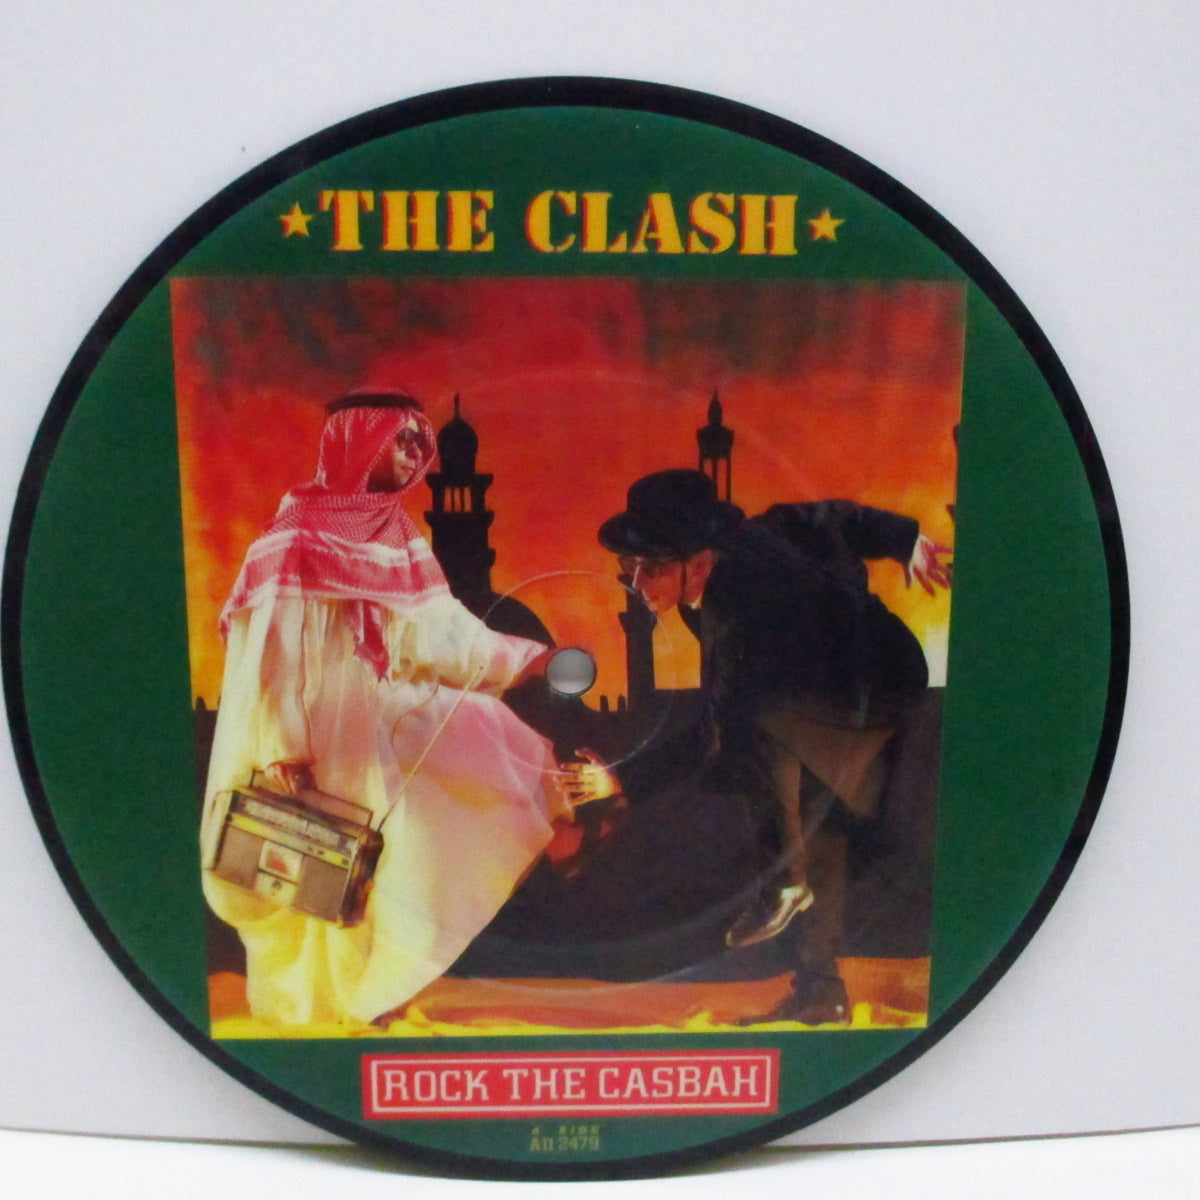 ★THE CLASH★
ROCK THE CASBAH
A SIDE
A11 2479